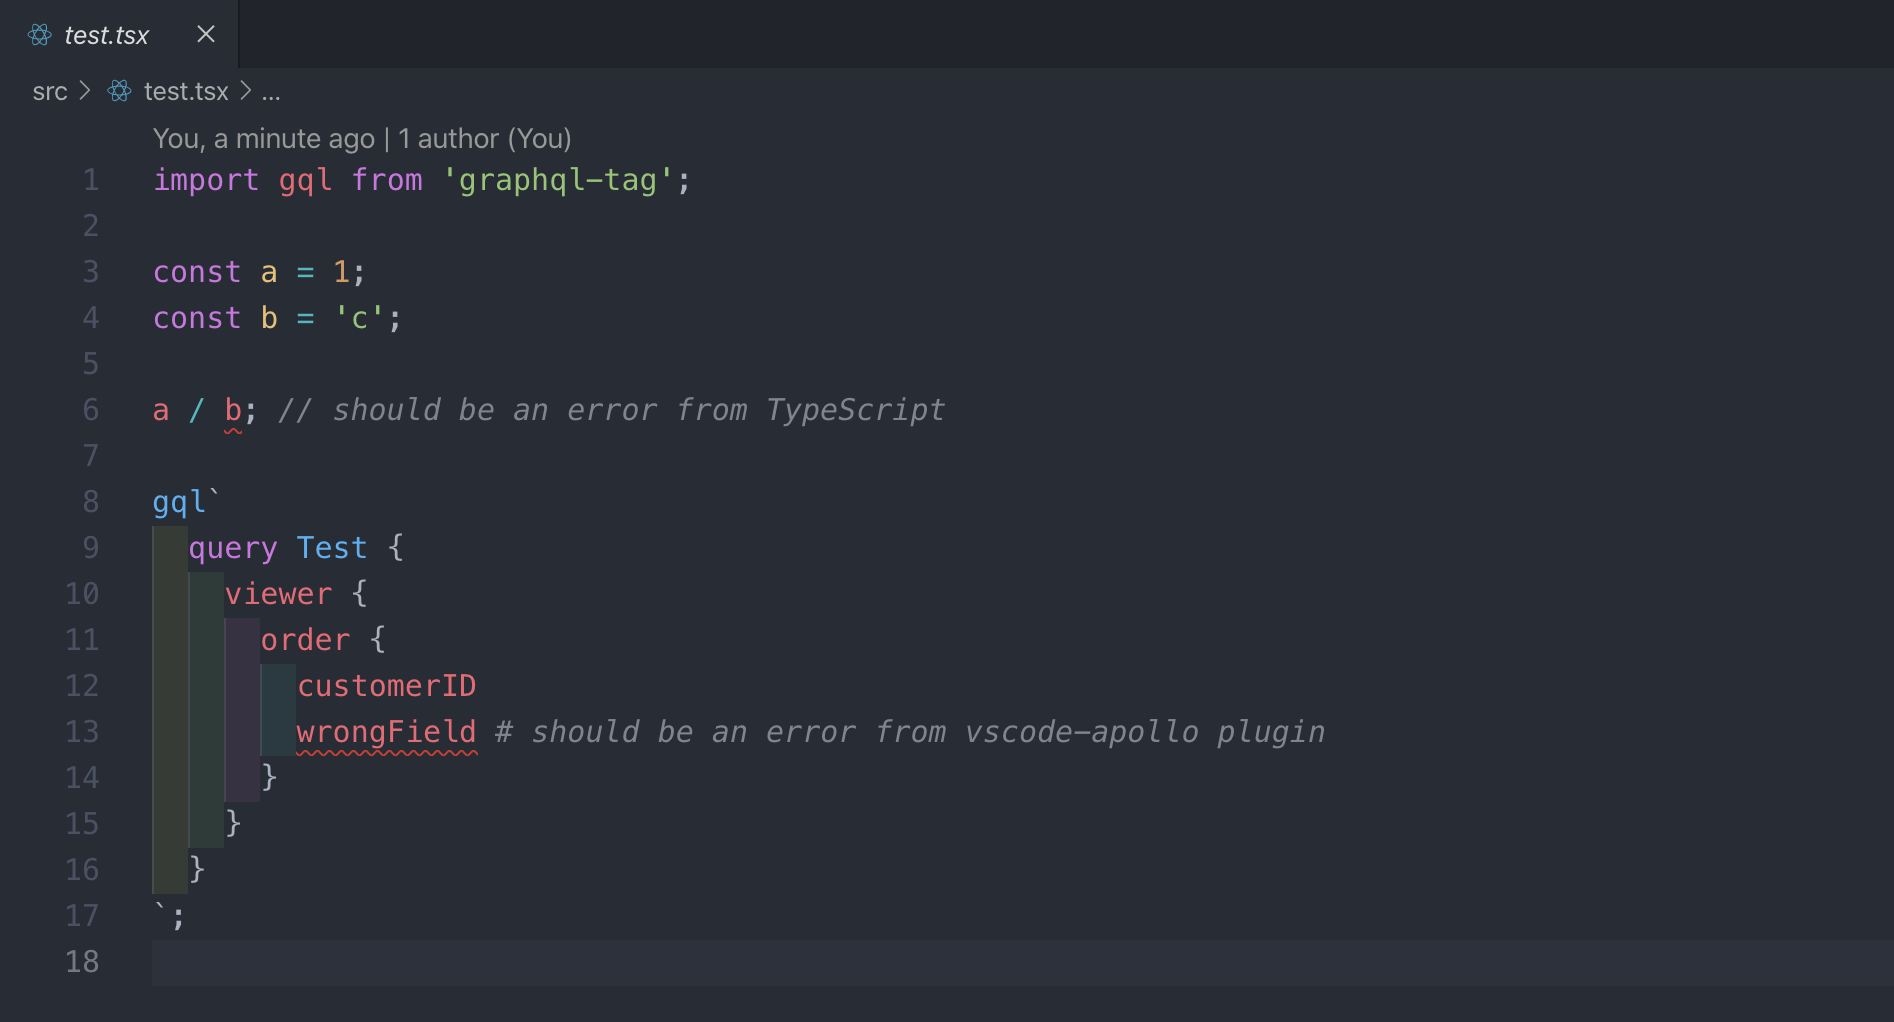 test.tsx
src > test.tsx > ...
You, a minute ago | 1 author (You)
1 import gql from 'graphql-tag';
2
3 const a = 1;
4 const b = 'c';
5
6 a / b; // should be an error from TypeScript
7
8 gql`
9   query Test {
10     viewer {
11       order {
12         customerID
13         wrongField # should be an error from vscode-apollo plugin
14       }
15     }
16   }
17 `;
18